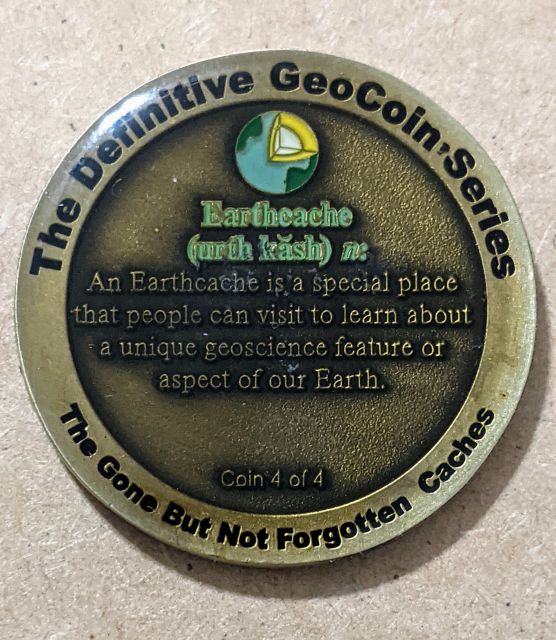 The Definitive GeoCoin Series
Earthcache
(urth kăsh) n:
An Earthcache is a special place
that people can visit to learn about
a unique geoscience feature or
aspect of our Earth.
Coin 4 of 4
The Gone But Not Forgotten Caches